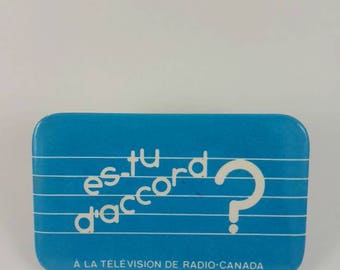 es-tu
d'accord ?
À LA TÉLÉVISION DE RADIO-CANADA